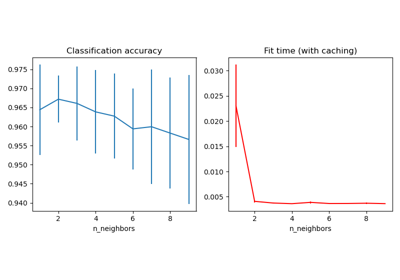 Classification accuracy
0.975
0.970
0.965
0.960
0.955
0.950
0.945
0.940
2 4 6 8
n_neighbors
Fit time (with caching)
0.030
0.025
0.020
0.015
0.010
0.005
2 4 6 8
n_neighbors